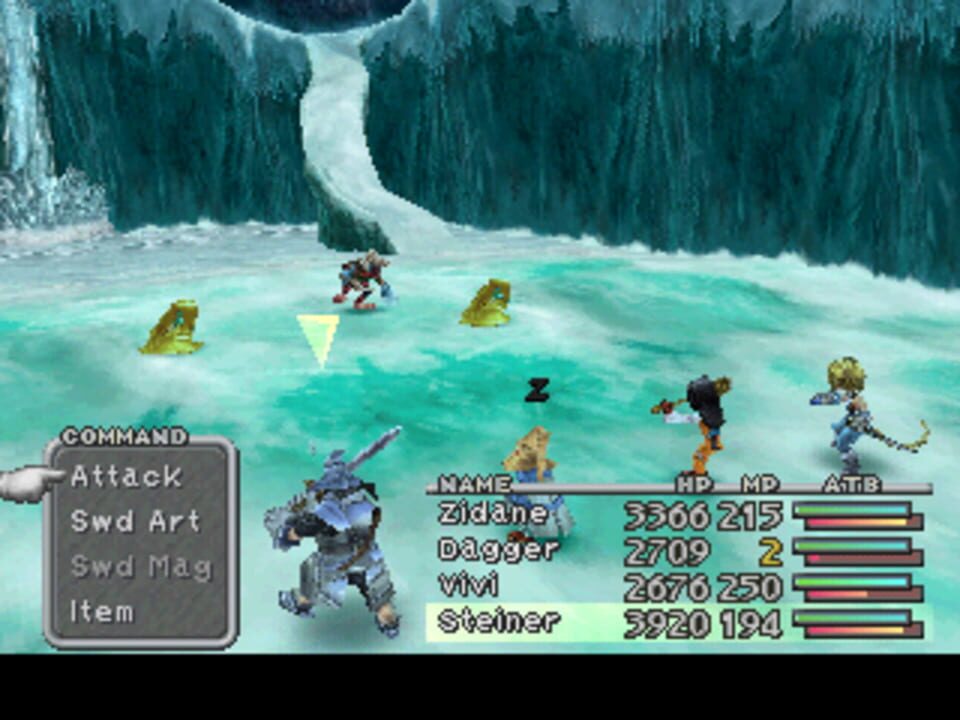 Z
COMMAND
Attack
Swd Art
Swd Mag
Item
NAME HP MP ATB
Zidane 3366 215
Dagger 2709 2
Vivi 2676 250
Steiner 3920 194